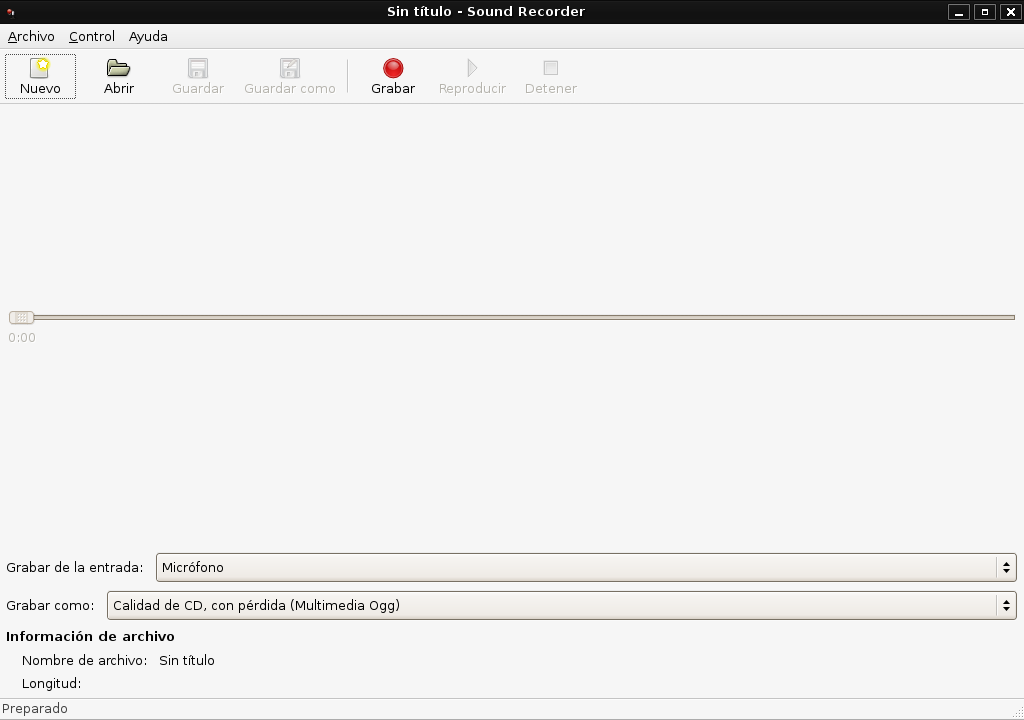 Sin título - Sound Recorder
Archivo Control Ayuda
Nuevo Abrir Guardar Guardar como Grabar Reproducir Detener
0:00
Grabar de la entrada: Micrófono
Grabar como: Calidad de CD, con pérdida (Multimedia Ogg)
Información de archivo
Nombre de archivo: Sin título
Longitud:
Preparado